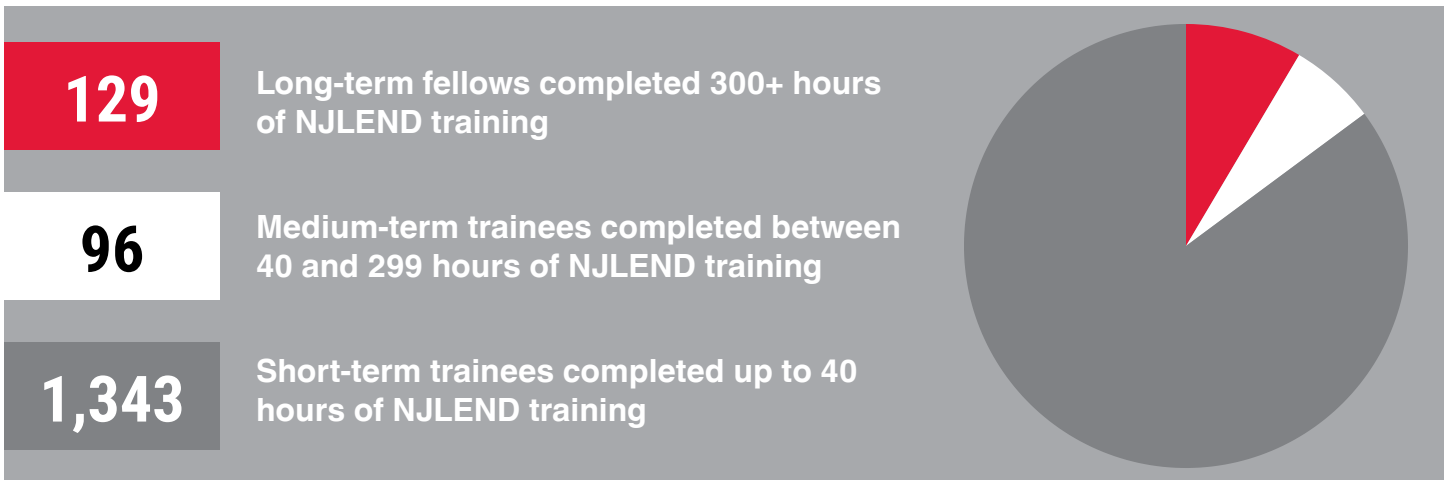 129
Long-term fellows completed 300+ hours
of NJLEND training
96
Medium-term trainees completed between
40 and 299 hours of NJLEND training
1,343
Short-term trainees completed up to 40
hours of NJLEND training